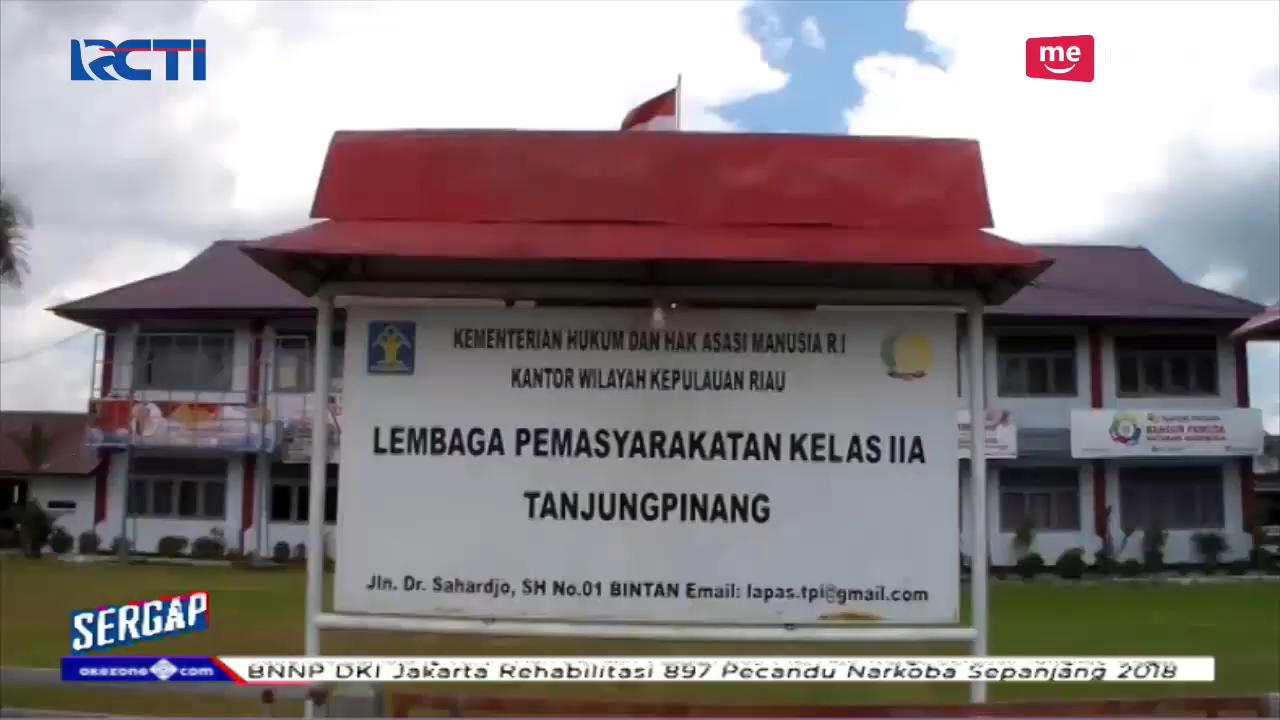 RCTI
me
KEMENTERIAN HUKUM DAN HAK ASASI MANUSIA R.I
KANTOR WILAYAH KEPULAUAN RIAU
LEMBAGA PEMASYARAKATAN KELAS IIA
TANJUNGPINANG
Jln. Dr. Sahardjo, SH No.01 BINTAN Email: lapas.tpi@gmail.com
SERGAP
okezone com
BNNP DKI Jakarta Rehabilitasi 897 Pecandu Narkoba Sepanjang 2018